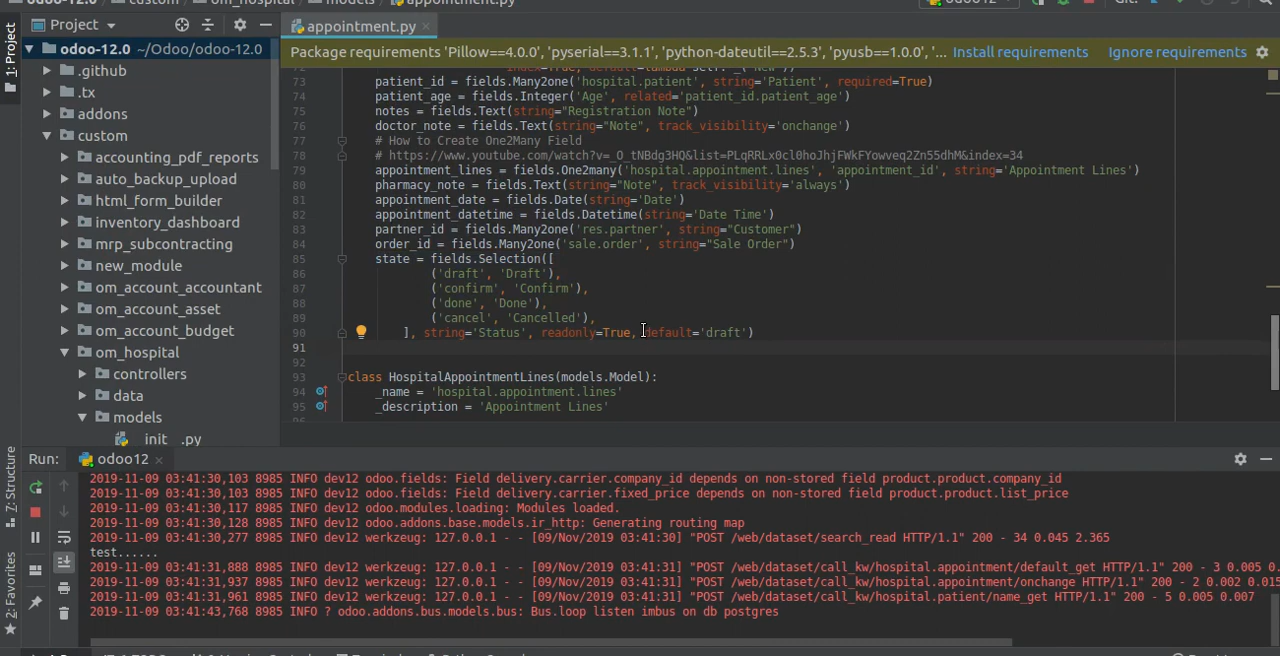 odoo-12.0 custom om_hospital models appointment.py odoo12 Git:
1: Project
Project
appointment.py
odoo-12.0 ~/Odoo/odoo-12.0
.github
.tx
addons
custom
accounting_pdf_reports
auto_backup_upload
html_form_builder
inventory_dashboard
mrp_subcontracting
new_module
om_account_accountant
om_account_asset
om_account_budget
om_hospital
controllers
data
models
__init__.py
Package requirements 'Pillow==4.0.0', 'pyserial==3.1.1', 'python-dateutil==2.5.3', 'pyusb==1.0.0', '... Install requirements Ignore requirements
72 index=True, default=lambda self: _('New'))
73 patient_id = fields.Many2one('hospital.patient', string='Patient', required=True)
74 patient_age = fields.Integer('Age', related='patient_id.patient_age')
75 notes = fields.Text(string="Registration Note")
76 doctor_note = fields.Text(string="Note", track_visibility='onchange')
77 # How to Create One2Many Field
78 # https://www.youtube.com/watch?v=_O_tNBdg3HQ&list=PLqRRLx0cl0hoJhjFWkFYowveq2Zn55dhM&index=34
79 appointment_lines = fields.One2many('hospital.appointment.lines', 'appointment_id', string='Appointment Lines')
80 pharmacy_note = fields.Text(string="Note", track_visibility='always')
81 appointment_date = fields.Date(string='Date')
82 appointment_datetime = fields.Datetime(string='Date Time')
83 partner_id = fields.Many2one('res.partner', string="Customer")
84 order_id = fields.Many2one('sale.order', string="Sale Order")
85 state = fields.Selection([
86 ('draft', 'Draft'),
87 ('confirm', 'Confirm'),
88 ('done', 'Done'),
89 ('cancel', 'Cancelled'),
90 ], string='Status', readonly=True, default='draft')
91
92
93 class HospitalAppointmentLines(models.Model):
94 _name = 'hospital.appointment.lines'
95 _description = 'Appointment Lines'
96
Z: Structure
2: Favorites
Run: odoo12
2019-11-09 03:41:30,103 8985 INFO dev12 odoo.fields: Field delivery.carrier.company_id depends on non-stored field product.product.company_id
2019-11-09 03:41:30,103 8985 INFO dev12 odoo.fields: Field delivery.carrier.fixed_price depends on non-stored field product.product.list_price
2019-11-09 03:41:30,117 8985 INFO dev12 odoo.modules.loading: Modules loaded.
2019-11-09 03:41:30,128 8985 INFO dev12 odoo.addons.base.models.ir_http: Generating routing map
2019-11-09 03:41:30,277 8985 INFO dev12 werkzeug: 127.0.0.1 - - [09/Nov/2019 03:41:30] "POST /web/dataset/search_read HTTP/1.1" 200 - 34 0.045 2.365
test......
2019-11-09 03:41:31,888 8985 INFO dev12 werkzeug: 127.0.0.1 - - [09/Nov/2019 03:41:31] "POST /web/dataset/call_kw/hospital.appointment/default_get HTTP/1.1" 200 - 3 0.005 0.
2019-11-09 03:41:31,937 8985 INFO dev12 werkzeug: 127.0.0.1 - - [09/Nov/2019 03:41:31] "POST /web/dataset/call_kw/hospital.appointment/onchange HTTP/1.1" 200 - 2 0.002 0.015
2019-11-09 03:41:31,961 8985 INFO dev12 werkzeug: 127.0.0.1 - - [09/Nov/2019 03:41:31] "POST /web/dataset/call_kw/hospital.patient/name_get HTTP/1.1" 200 - 5 0.005 0.007
2019-11-09 03:41:43,768 8985 INFO ? odoo.addons.bus.models.bus: Bus.loop listen imbus on db postgres